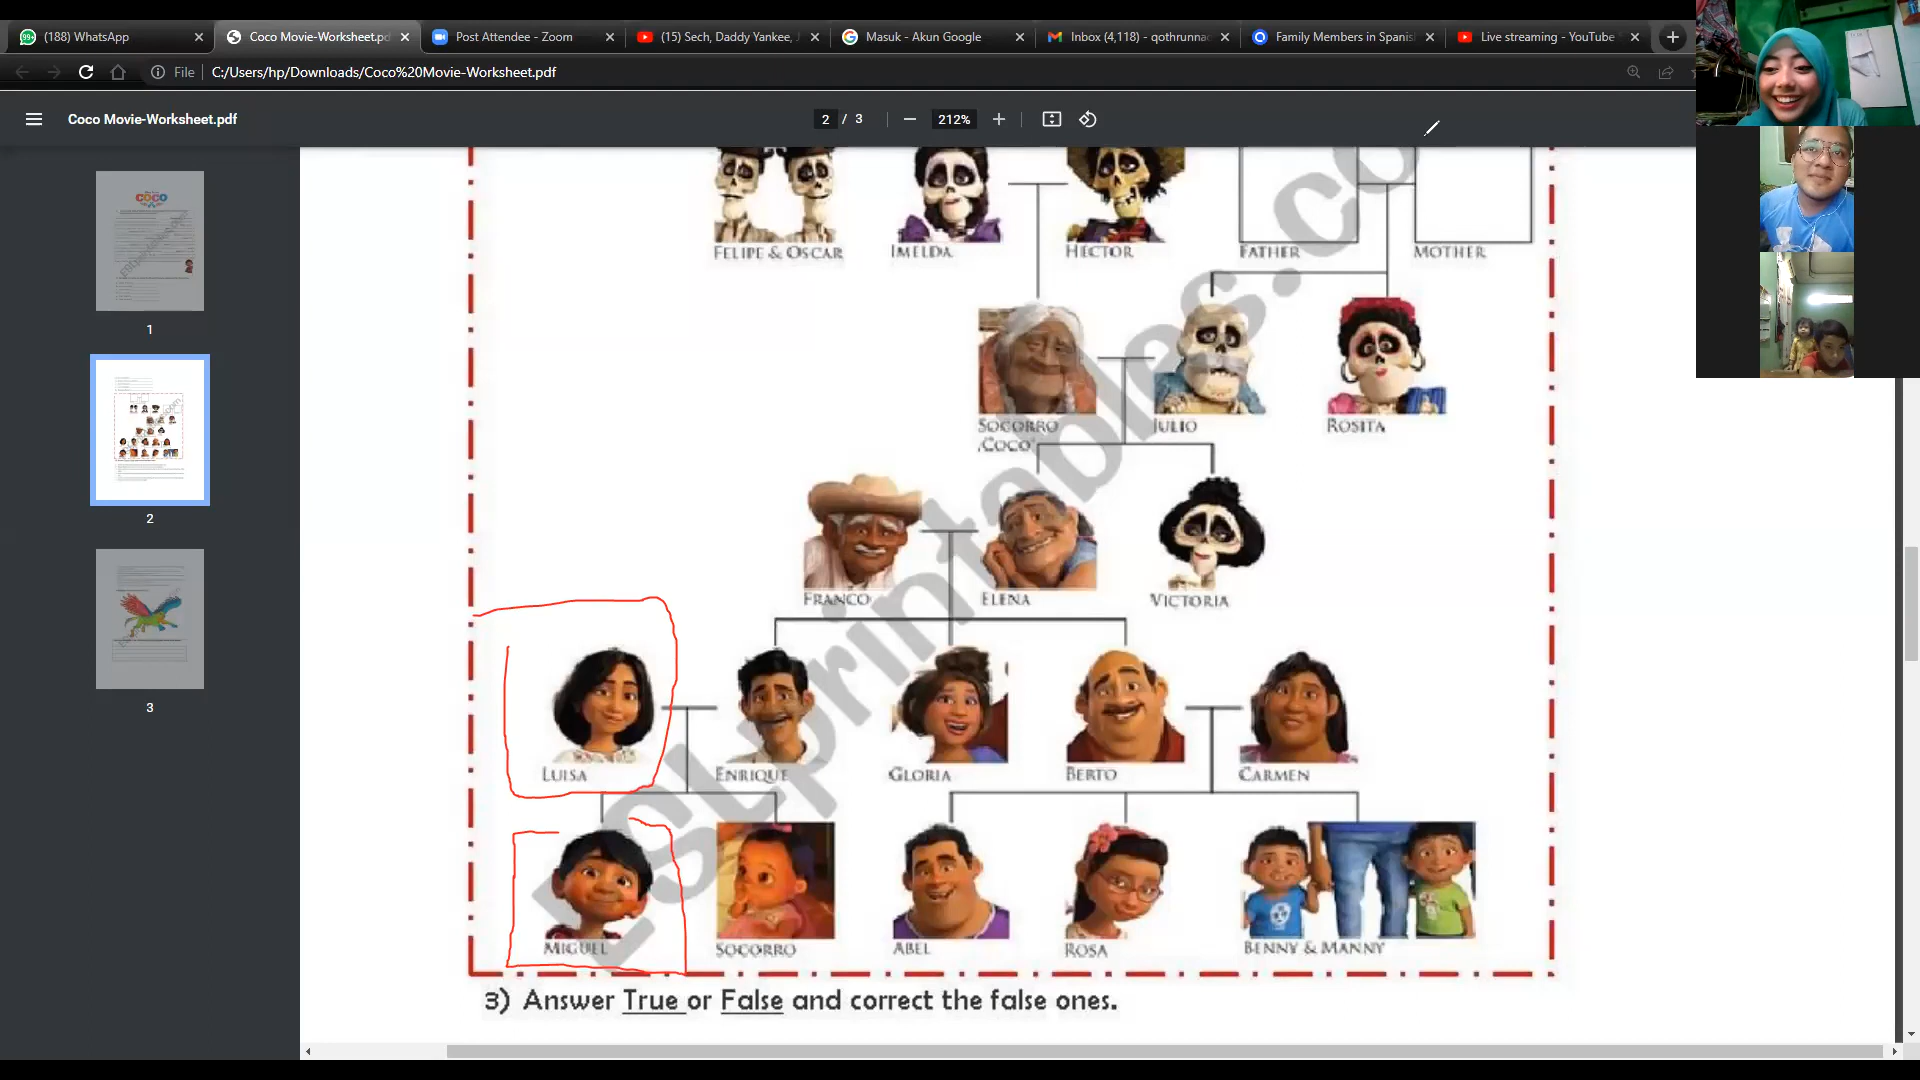 (188) WhatsApp
Coco Movie-Worksheet.pd
Post Attendee - Zoom
(15) Sech, Daddy Yankee, J
Masuk - Akun Google
Inbox (4,118) - qothrunnad
Family Members in Spanis
Live streaming - YouTube
File
C:/Users/hp/Downloads/Coco%20Movie-Worksheet.pdf
Coco Movie-Worksheet.pdf
2 / 3
212%
COCO
1
2
3
FELIPE & OSCAR
IMELDA
HECTOR
FATHER
MOTHER
SOCORRO
'COCO'
JULIO
ROSITA
FRANCO
ELENA
VICTORIA
LUISA
ENRIQUE
GLORIA
BERTO
CARMEN
MIGUEL
SOCORRO
ABEL
ROSA
BENNY & MANNY
ESLprintables.co
3) Answer True or False and correct the false ones.